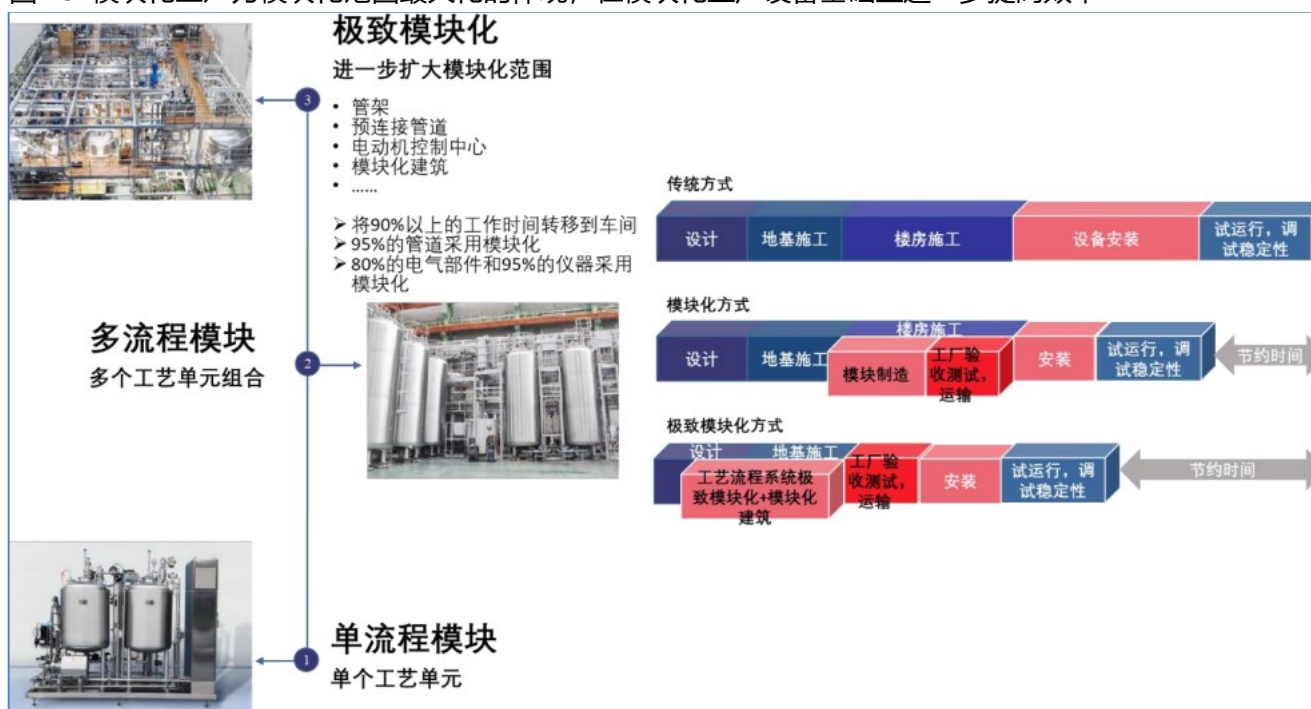 极致模块化
进一步扩大模块化范围
• 管架
• 预连接管道
• 电动机控制中心
• 模块化建筑
• ......
➢ 将90%以上的工作时间转移到车间
➢ 95%的管道采用模块化
➢ 80%的电气部件和95%的仪器采用
模块化
3
多流程模块
多个工艺单元组合
2
单流程模块
单个工艺单元
1
传统方式
设计
地基施工
楼房施工
设备安装
试运行，调
试稳定性
模块化方式
设计
地基施工
楼房施工
模块制造
工厂验
收测试，
运输
安装
试运行，调
试稳定性
节约时间
极致模块化方式
设计
地基施工
工艺流程系统极
致模块化+模块化
建筑
工厂验
收测试，
运输
安装
试运行，调
试稳定性
节约时间